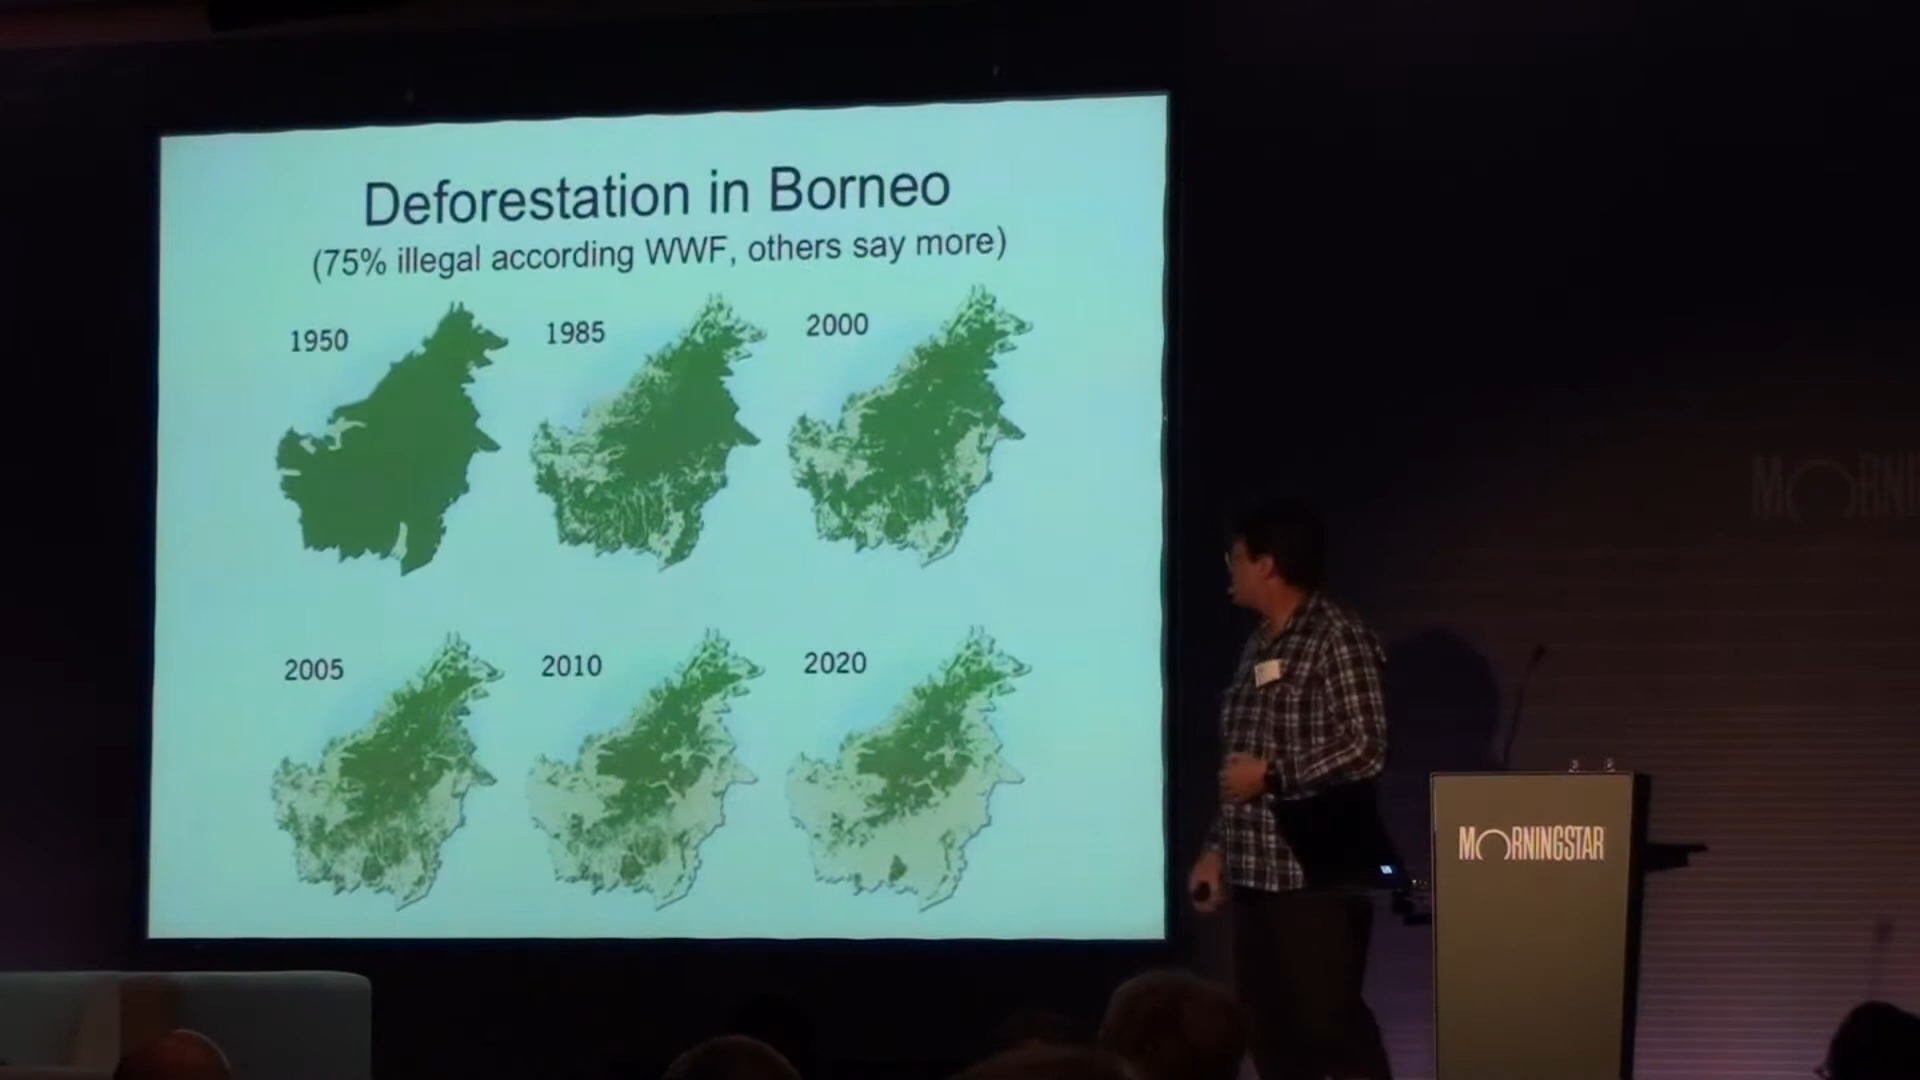 Deforestation in Borneo
(75% illegal according WWF, others say more)
1950
1985
2000
2005
2010
2020
MORNINGSTAR